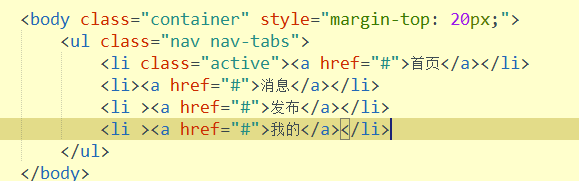 <body class="container" style="margin-top: 20px;">
<ul class="nav nav-tabs">
<li class="active"><a href="#">首页</a></li>
<li><a href="#">消息</a></li>
<li ><a href="#">发布</a></li>
<li ><a href="#">我的</a></li>
</ul>
</body>